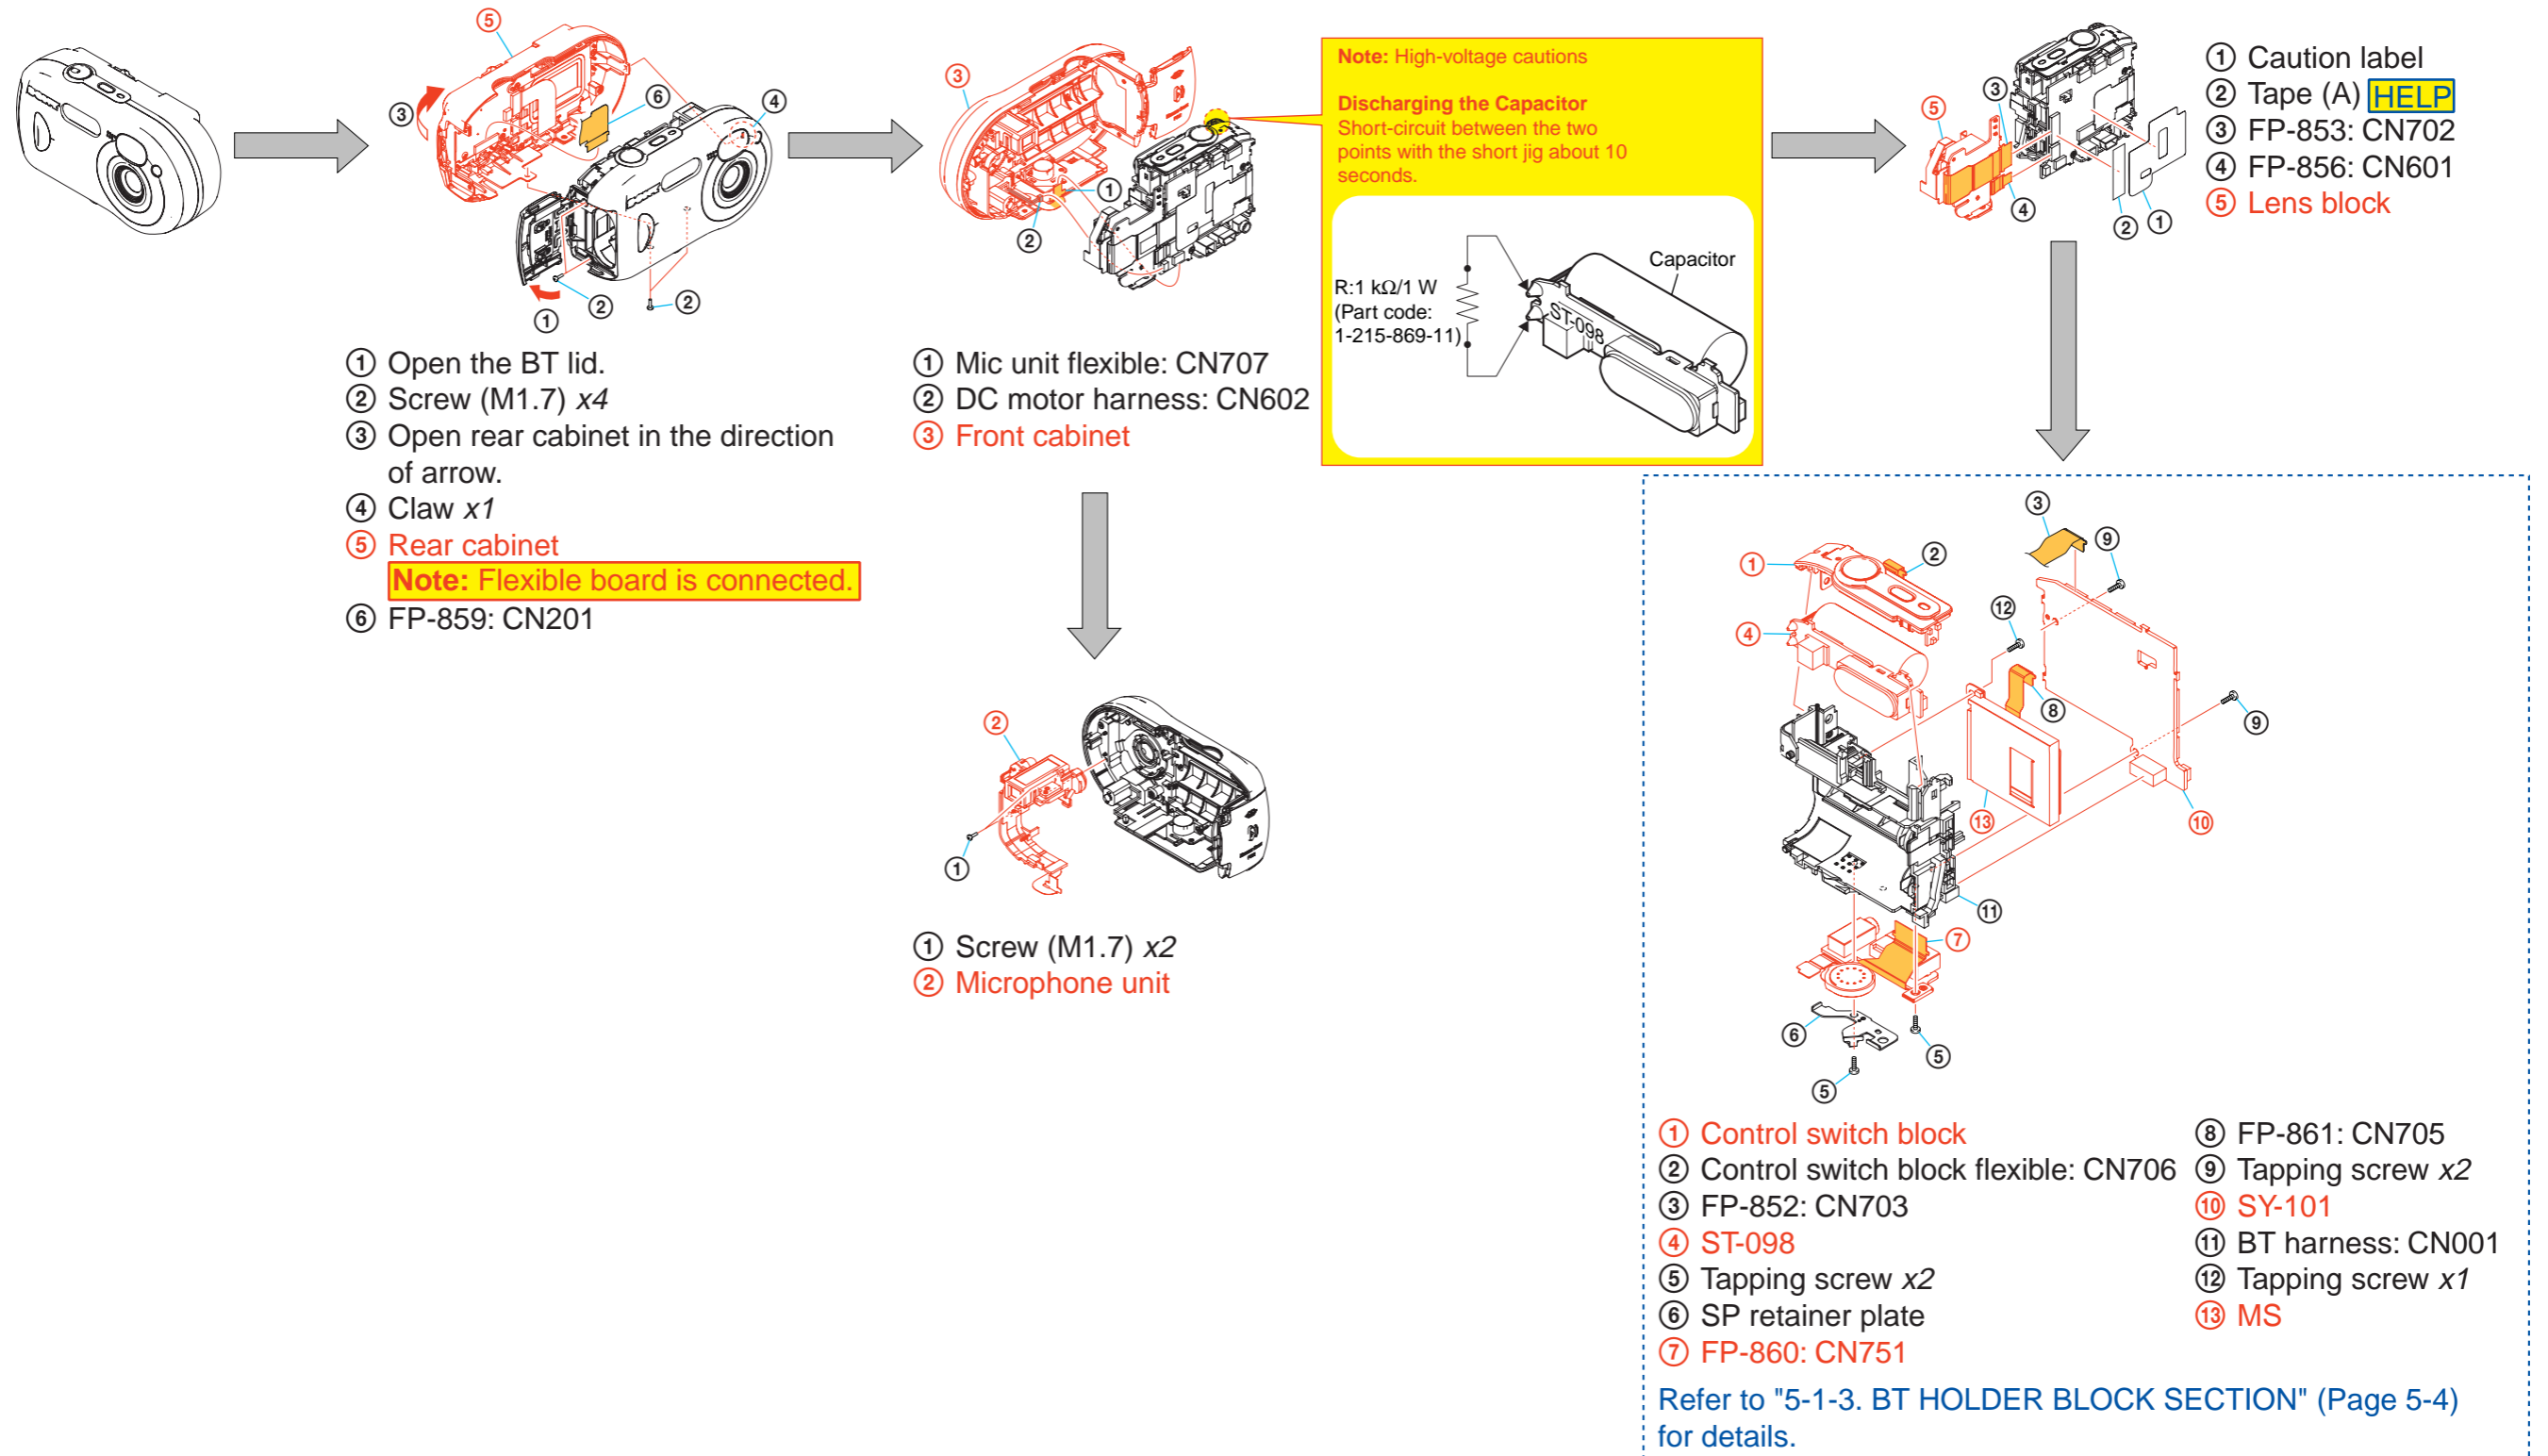 ① Open the BT lid.
② Screw (M1.7) x4
③ Open rear cabinet in the direction
of arrow.
④ Claw x1
⑤ Rear cabinet
Note: Flexible board is connected.
⑥ FP-859: CN201
① Mic unit flexible: CN707
② DC motor harness: CN602
③ Front cabinet
Note: High-voltage cautions
Discharging the Capacitor
Short-circuit between the two
points with the short jig about 10
seconds.
R:1 kΩ/1 W
(Part code:
1-215-869-11)
Capacitor
ST-098
① Caution label
② Tape (A) HELP
③ FP-853: CN702
④ FP-856: CN601
⑤ Lens block
① Screw (M1.7) x2
② Microphone unit
① Control switch block
② Control switch block flexible: CN706
③ FP-852: CN703
④ ST-098
⑤ Tapping screw x2
⑥ SP retainer plate
⑦ FP-860: CN751
⑧ FP-861: CN705
⑨ Tapping screw x2
⑩ SY-101
⑪ BT harness: CN001
⑫ Tapping screw x1
⑬ MS
Refer to "5-1-3. BT HOLDER BLOCK SECTION" (Page 5-4)
for details.